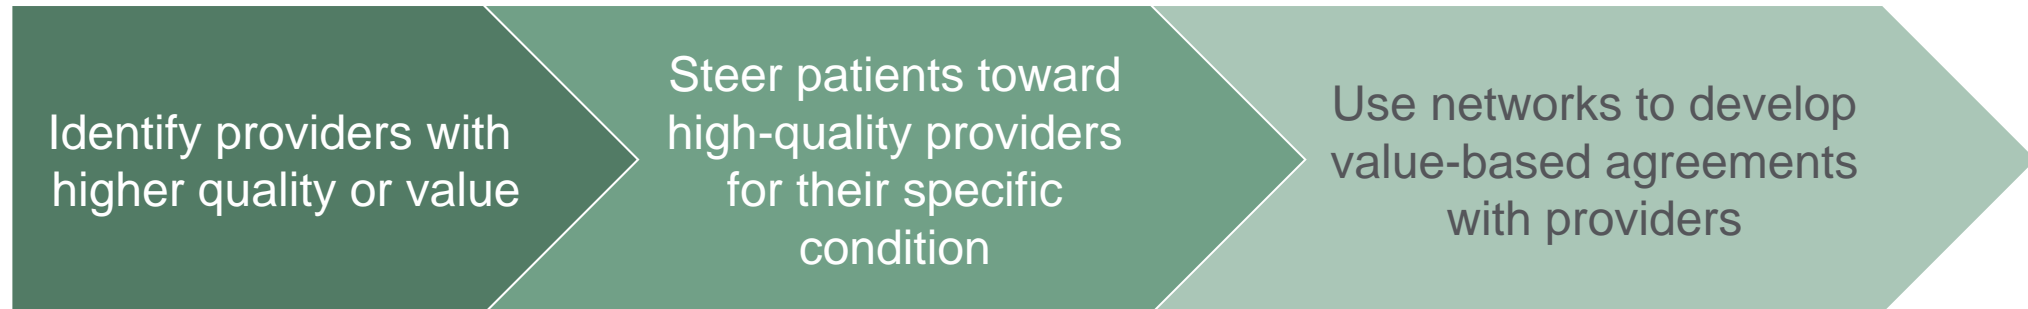 Identify providers with
higher quality or value
Steer patients toward
high-quality providers
for their specific
condition
Use networks to develop
value-based agreements
with providers